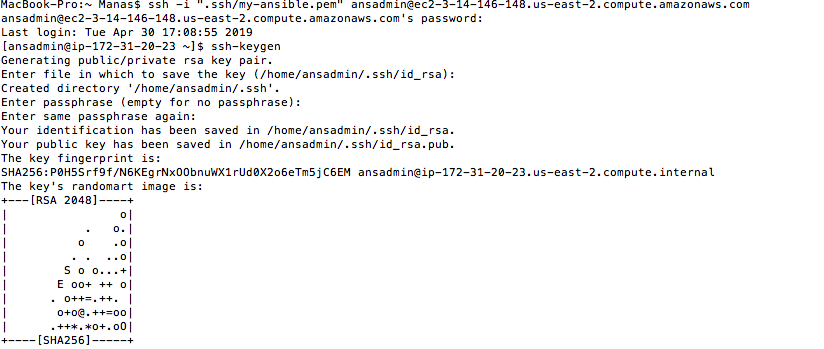 MacBook-Pro:~ Manas$ ssh -i ".ssh/my-ansible.pem" ansadmin@ec2-3-14-146-148.us-east-2.compute.amazonaws.com
ansadmin@ec2-3-14-146-148.us-east-2.compute.amazonaws.com's password:
Last login: Tue Apr 30 17:08:55 2019
[ansadmin@ip-172-31-20-23 ~]$ ssh-keygen
Generating public/private rsa key pair.
Enter file in which to save the key (/home/ansadmin/.ssh/id_rsa):
Created directory '/home/ansadmin/.ssh'.
Enter passphrase (empty for no passphrase):
Enter same passphrase again:
Your identification has been saved in /home/ansadmin/.ssh/id_rsa.
Your public key has been saved in /home/ansadmin/.ssh/id_rsa.pub.
The key fingerprint is:
SHA256:P0H5Srf9f/N6KEgrNxOObnuWX1rUd0X2o6eTm5jC6EM ansadmin@ip-172-31-20-23.us-east-2.compute.internal
The key's randomart image is:
+---[RSA 2048]----+
|                o|
|           .   o.|
|          o    .o|
|         . .  ..o|
|        S o o...+|
|       E oo+ ++ o|
|      . o++=.++. |
|       o+o@.++=oo|
|      .++*.*o+.oO|
+----[SHA256]-----+